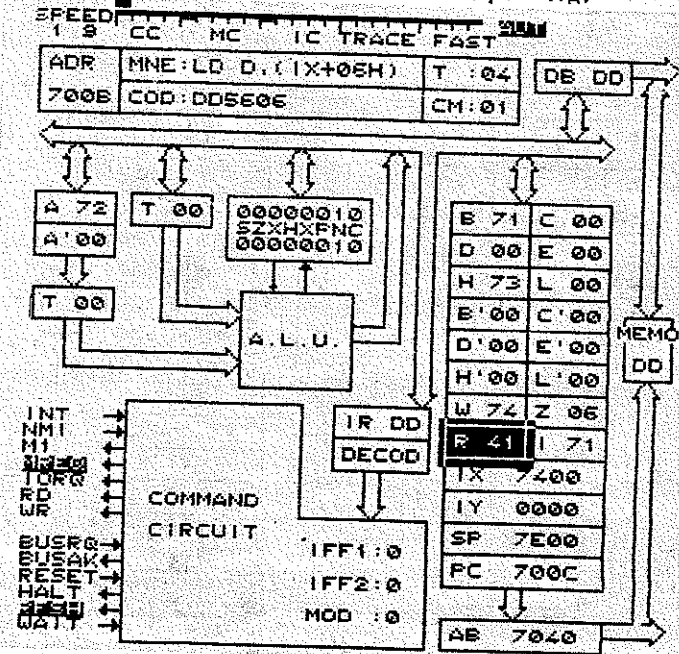 SPEED
1 9 CC MC IC TRACE FAST
ADR MNE:LD D,(IX+06H) T :04
700B COD:DD5606 CM:01
DB DD
A 72
A'00
T 00
00000010
SZXHXPNC
00000010
T 00
A.L.U.
B 71 C 00
D 00 E 00
H 73 L 00
B'00 C'00
D'00 E'00
H'00 L'00
W 74 Z 06
R 41 I 71
IX 7400
IY 0000
SP 7E00
PC 700C
AB 7040
MEMO
DD
IR DD
DECOD
INT
NMI
M1
IORQ
RD
WR
BUSRQ
BUSAK
RESET
HALT
WAIT
COMMAND
CIRCUIT
IFF1:0
IFF2:0
MOD :0